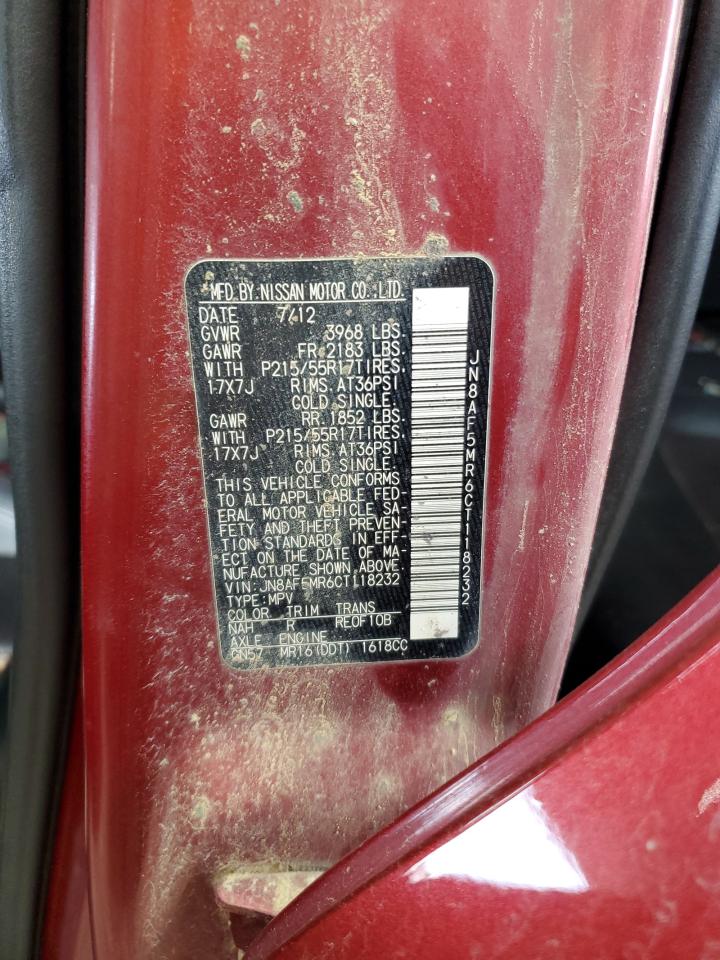 MFD BY:NISSAN MOTOR CO.,LTD.
DATE 7/12
GVWR 3968 LBS.
GAWR FR 2183 LBS.
WITH P215/55R17TIRES.
17X7J RIMS AT36PSI
COLD SINGLE.
GAWR RR 1852 LBS.
WITH P215/55R17TIRES.
17X7J RIMS AT36PSI
COLD SINGLE.
THIS VEHICLE CONFORMS
TO ALL APPLICABLE FED-
ERAL MOTOR VEHICLE SA-
FETY AND THEFT PREVEN-
TION STANDARDS IN EFF-
ECT ON THE DATE OF MA-
NUFACTURE SHOWN ABOVE.
VIN:JN8AF5MR6CT118232
TYPE:MPV
COLOR TRIM TRANS
NAH R RE0F10B
AXLE ENGINE
GN57 MR16(DDT) 1618CC
JN8AF5MR6CT118232